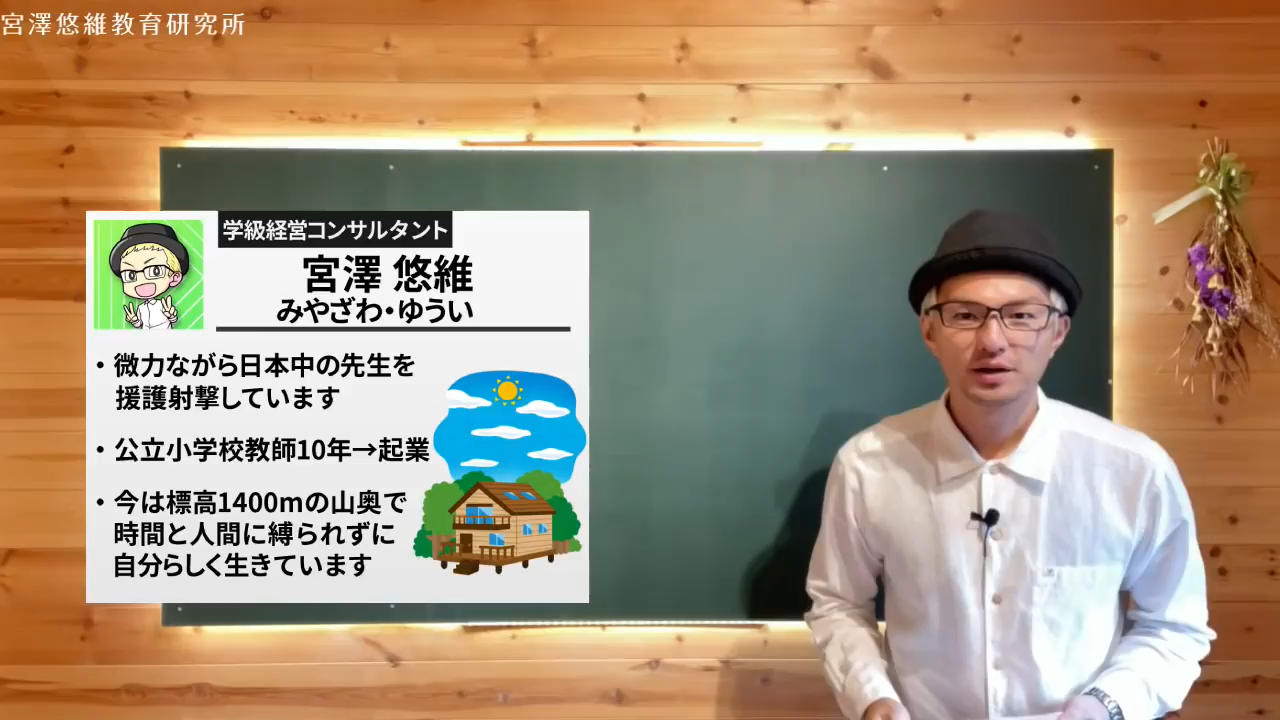 宮澤悠維教育研究所
学級経営コンサルタント
宮澤 悠維
みやざわ・ゆうい
・微力ながら日本中の先生を
援護射撃しています
・公立小学校教師10年→起業
・今は標高1400mの山奥で
時間と人間に縛られずに
自分らしく生きています